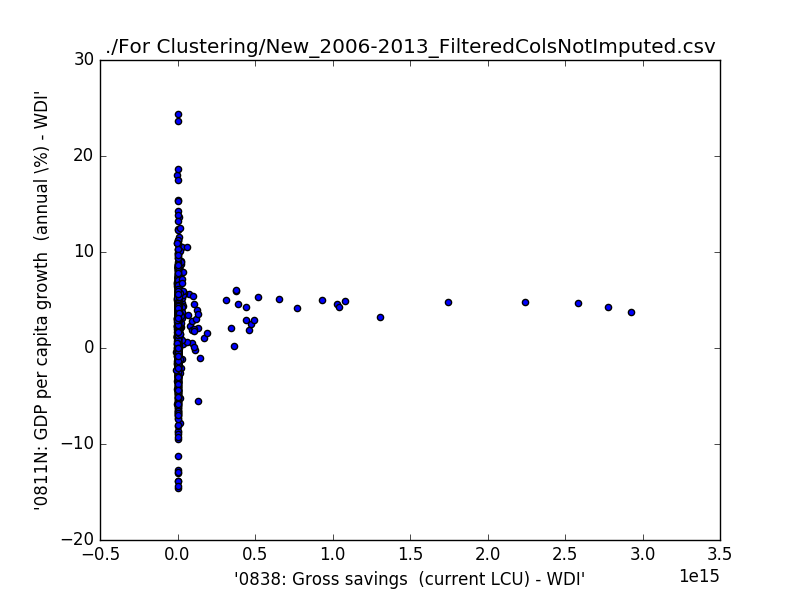 ./For Clustering/New_2006-2013_FilteredColsNotImputed.csv
30
20
10
0
−10
−20
'0811N: GDP per capita growth  (annual \%) - WDI'
−0.5 0.0 0.5 1.0 1.5 2.0 2.5 3.0 3.5
1e15
'0838: Gross savings  (current LCU) - WDI'